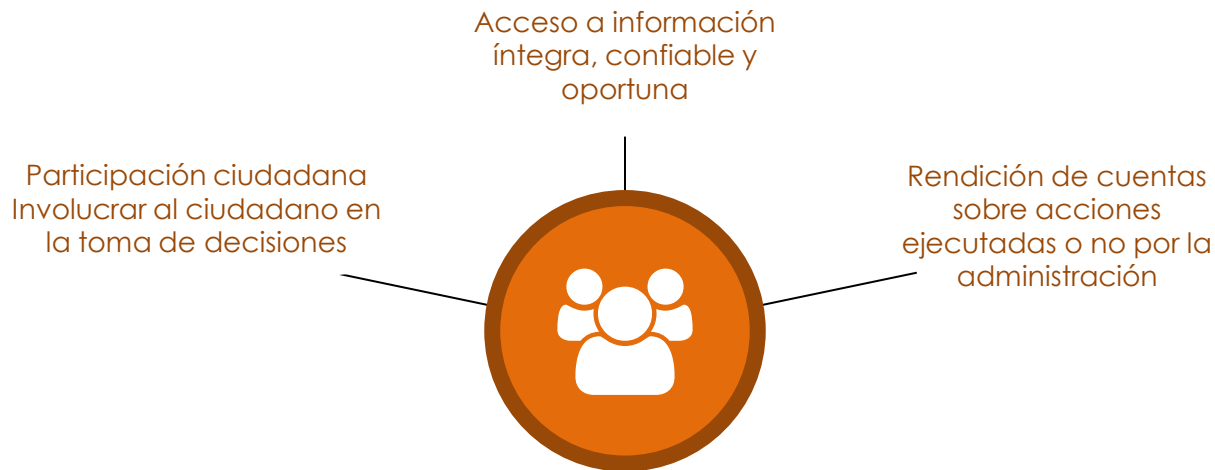 Acceso a información
íntegra, confiable y
oportuna
Participación ciudadana
Involucrar al ciudadano en
la toma de decisiones
Rendición de cuentas
sobre acciones
ejecutadas o no por la
administración